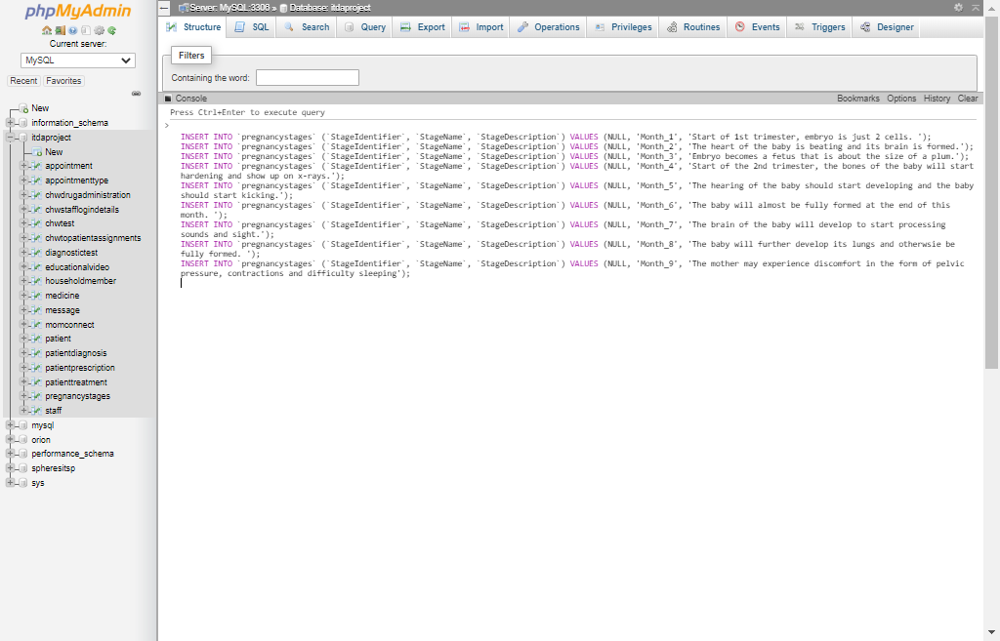 phpMyAdmin
Current server:
MySQL
Recent Favorites
New
information_schema
itdaproject
New
appointment
appointmenttype
chwdrugadministration
chwstafflogindetails
chwtest
chwtopatientassignments
diagnostictest
educationalvideo
householdmember
medicine
message
momconnect
patient
patientdiagnosis
patientprescription
patienttreatment
pregnancystages
staff
mysql
orion
performance_schema
spheresitsp
sys
Server: MySQL:3308 » Database: itdaproject
Structure SQL Search Query Export Import Operations Privileges Routines Events Triggers Designer
Filters
Containing the word:
Console Bookmarks Options History Clear
Press Ctrl+Enter to execute query
>
INSERT INTO `pregnancystages` (`StageIdentifier`, `StageName`, `StageDescription`) VALUES (NULL, 'Month_1', 'Start of 1st trimester, embryo is just 2 cells. ');
INSERT INTO `pregnancystages` (`StageIdentifier`, `StageName`, `StageDescription`) VALUES (NULL, 'Month_2', 'The heart of the baby is beating and its brain is formed.');
INSERT INTO `pregnancystages` (`StageIdentifier`, `StageName`, `StageDescription`) VALUES (NULL, 'Month_3', 'Embryo becomes a fetus that is about the size of a plum.');
INSERT INTO `pregnancystages` (`StageIdentifier`, `StageName`, `StageDescription`) VALUES (NULL, 'Month_4', 'Start of the 2nd trimester, the bones of the baby will start
hardening and show up on x-rays.');
INSERT INTO `pregnancystages` (`StageIdentifier`, `StageName`, `StageDescription`) VALUES (NULL, 'Month_5', 'The hearing of the baby should start developing and the baby
should start kicking.');
INSERT INTO `pregnancystages` (`StageIdentifier`, `StageName`, `StageDescription`) VALUES (NULL, 'Month_6', 'The baby will almost be fully formed at the end of this
month. ');
INSERT INTO `pregnancystages` (`StageIdentifier`, `StageName`, `StageDescription`) VALUES (NULL, 'Month_7', 'The brain of the baby will develop to start processing
sounds and sight.');
INSERT INTO `pregnancystages` (`StageIdentifier`, `StageName`, `StageDescription`) VALUES (NULL, 'Month_8', 'The baby will further develop its lungs and otherwsie be
fully formed. ');
INSERT INTO `pregnancystages` (`StageIdentifier`, `StageName`, `StageDescription`) VALUES (NULL, 'Month_9', 'The mother may experience discomfort in the form of pelvic
pressure, contractions and difficulty sleeping');